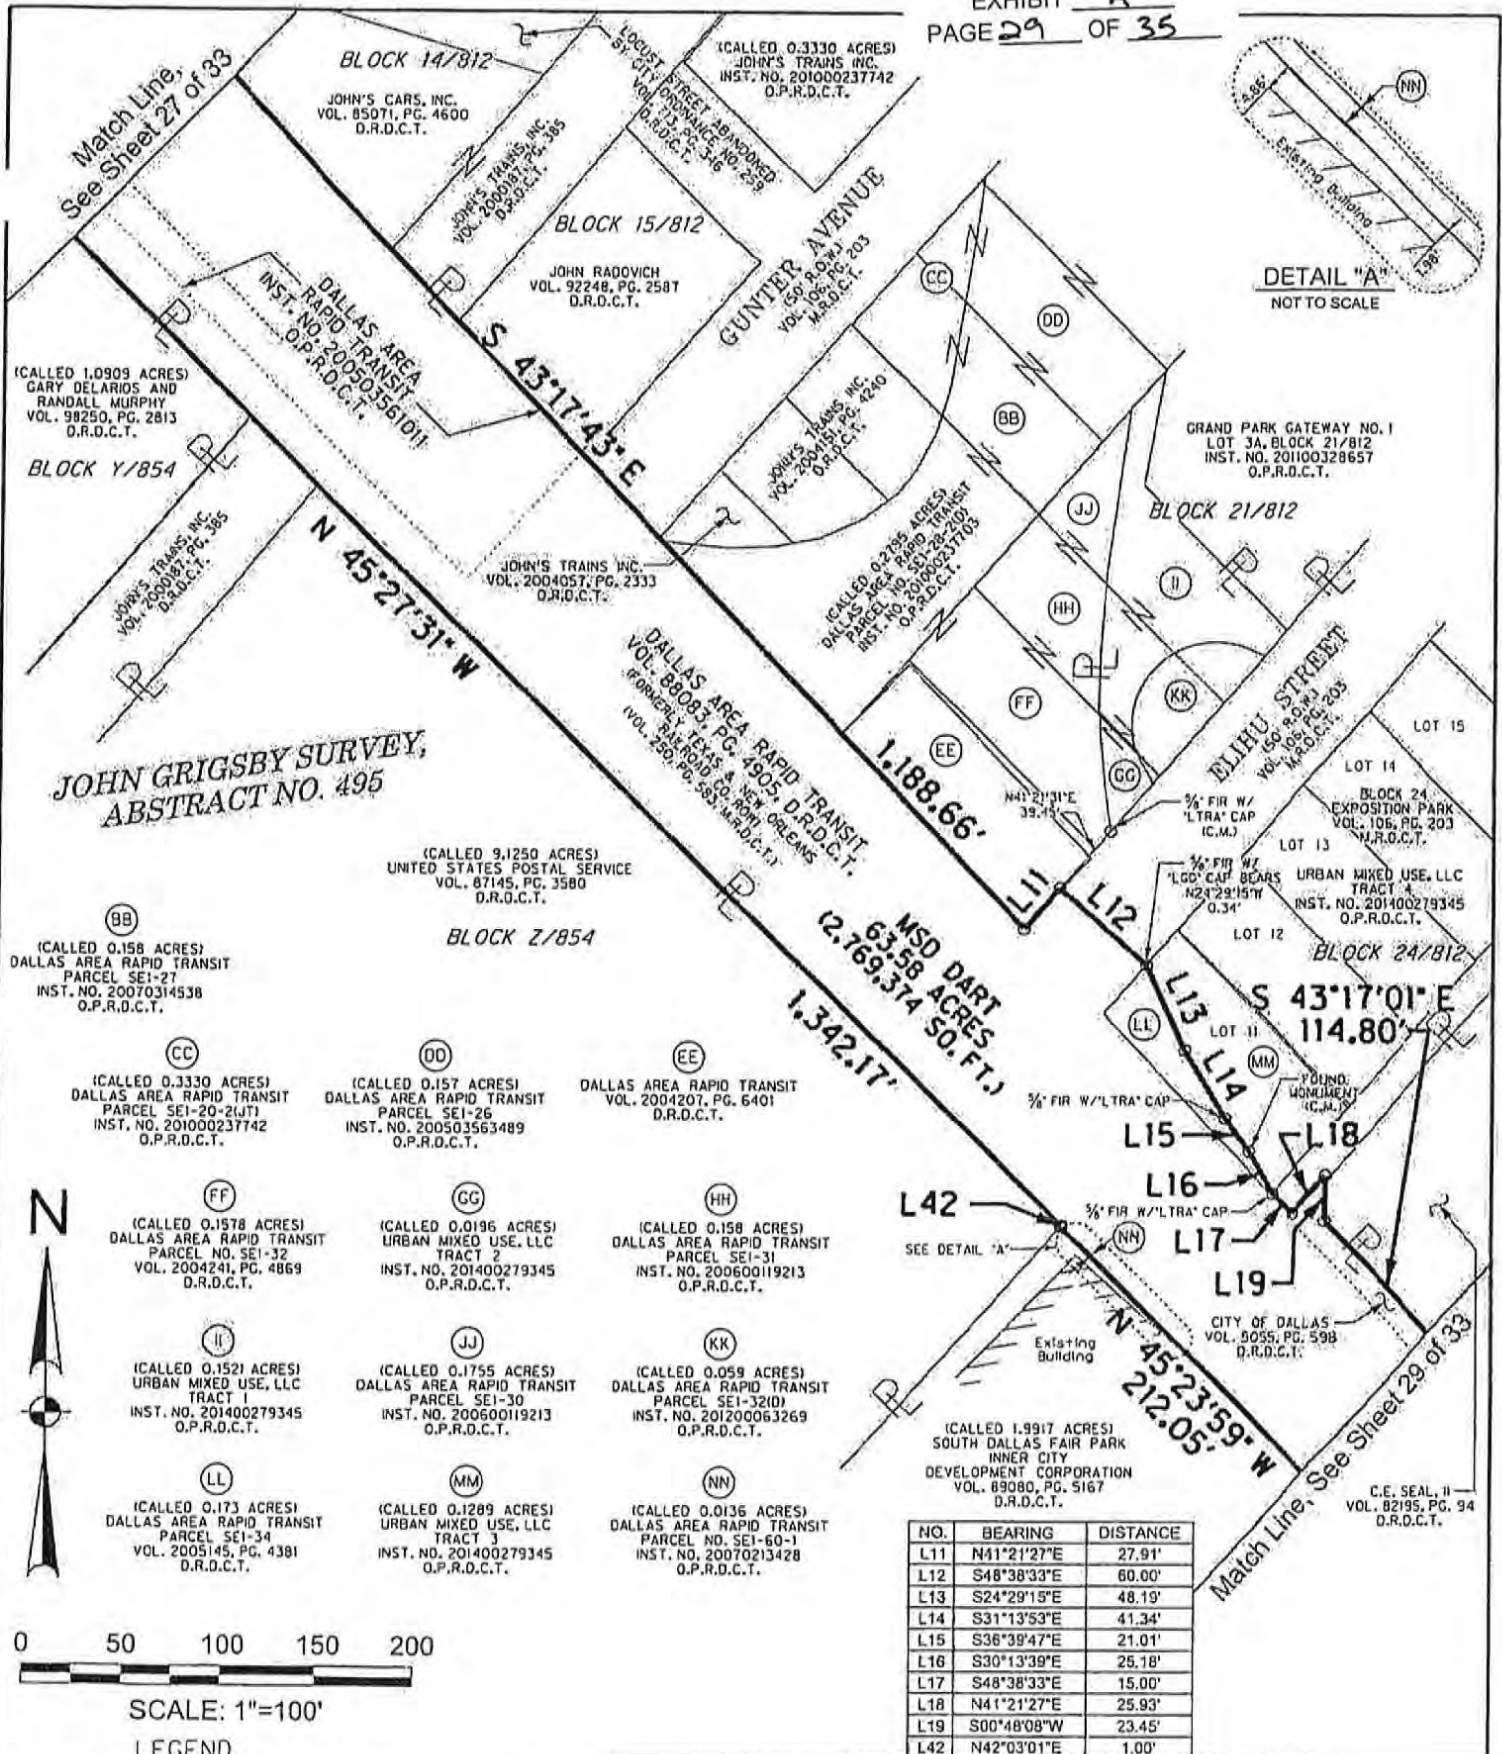 EXHIBIT A
PAGE 29 OF 35
Match Line,
See Sheet 27 of 33
BLOCK 14/812
JOHN'S CARS, INC.
VOL. 85071, PG. 4600
D.R.D.C.T.
LOCUST STREET ABANDONED
BY CITY ORDINANCE NO. 259
VOL. 713, PG. 346
D.R.D.C.T.
(CALLED 0.3330 ACRES)
JOHN'S TRAINS INC.
INST. NO. 201000237742
O.P.R.D.C.T.
NN
4.86'
Existing Building
1.98'
DETAIL "A"
NOT TO SCALE
JOHN'S TRAINS, INC.
VOL. 2000187, PG. 385
D.R.D.C.T.
BLOCK 15/812
JOHN RADOVICH
VOL. 92248, PG. 2587
D.R.D.C.T.
GUNTER AVENUE
(50' R.O.W.)
VOL. 106, PG. 203
M.R.D.C.T.
CC
DD
BB
DALLAS AREA
RAPID TRANSIT
INST. NO. 200503561011
O.P.R.D.C.T.
S 43°17'43" E
(CALLED 1.0909 ACRES)
GARY DELARIOS AND
RANDALL MURPHY
VOL. 98250, PG. 2813
D.R.D.C.T.
BLOCK Y/854
JOHN'S TRAINS, INC.
VOL. 2004151, PG. 4240
D.R.D.C.T.
GRAND PARK GATEWAY NO. 1
LOT 3A, BLOCK 21/812
INST. NO. 201100328657
O.P.R.D.C.T.
BLOCK 21/812
JJ
II
HH
KK
FF
EE
GG
JOHN'S TRAINS, INC.
VOL. 2000187, PG. 385
D.R.D.C.T.
N 45°27'31" W
JOHN'S TRAINS INC.
VOL. 2004057, PG. 2333
D.R.D.C.T.
(CALLED 0.2795 ACRES)
DALLAS AREA RAPID TRANSIT
PARCEL NO. SE1-28-2(D)
INST. NO. 201000237703
O.P.R.D.C.T.
DALLAS AREA RAPID TRANSIT
VOL. 88083, PG. 4905, D.R.D.C.T.
(FORMERLY TEXAS & NEW ORLEANS
RAILROAD CO. ROW)
(VOL. 250, PG. 583, M.R.D.C.T.)
ELIHU STREET
(50' R.O.W.)
VOL. 106, PG. 203
M.R.D.C.T.
JOHN GRIGSBY SURVEY,
ABSTRACT NO. 495
1,188.66'
N41°21'31"E
39.45'
5/8" FIR W/
"LTRA" CAP
(C.M.)
LOT 15
LOT 14
BLOCK 24
EXPOSITION PARK
VOL. 106, PG. 203
M.R.D.C.T.
LOT 13
5/8" FIR W/
"LGD" CAP BEARS
N24°29'15"W
0.34'
URBAN MIXED USE, LLC
TRACT 4
INST. NO. 201400279345
O.P.R.D.C.T.
LOT 12
BLOCK 24/812
(CALLED 9.1250 ACRES)
UNITED STATES POSTAL SERVICE
VOL. 87145, PG. 3580
D.R.D.C.T.
BLOCK Z/854
L11
L12
MSD DART
63.58 ACRES
(2,769,374 SQ. FT.)
1,342.17'
L13
S 43°17'01" E
114.80'
LL
LOT 11
MM
L14
FOUND
MONUMENT
(C.M.)
5/8" FIR W/"LTRA" CAP
L15
L18
L16
5/8" FIR W/"LTRA" CAP
L17
L19
L42
SEE DETAIL "A"
NN
Existing
Building
N 45°23'59" W
212.05'
CITY OF DALLAS
VOL. 5055, PG. 598
D.R.D.C.T.
Match Line, See Sheet 29 of 33
C.E. SEAL, II
VOL. 82195, PG. 94
D.R.D.C.T.
(CALLED 1.9917 ACRES)
SOUTH DALLAS FAIR PARK
INNER CITY
DEVELOPMENT CORPORATION
VOL. 89080, PG. 5167
D.R.D.C.T.
BB
(CALLED 0.158 ACRES)
DALLAS AREA RAPID TRANSIT
PARCEL SE1-27
INST. NO. 20070314538
O.P.R.D.C.T.
CC
(CALLED 0.3330 ACRES)
DALLAS AREA RAPID TRANSIT
PARCEL SE1-20-2(JT)
INST. NO. 201000237742
O.P.R.D.C.T.
DD
(CALLED 0.157 ACRES)
DALLAS AREA RAPID TRANSIT
PARCEL SE1-26
INST. NO. 200503563489
O.P.R.D.C.T.
EE
DALLAS AREA RAPID TRANSIT
VOL. 2004207, PG. 6401
D.R.D.C.T.
N
FF
(CALLED 0.1578 ACRES)
DALLAS AREA RAPID TRANSIT
PARCEL NO. SE1-32
VOL. 2004241, PG. 4869
D.R.D.C.T.
GG
(CALLED 0.0196 ACRES)
URBAN MIXED USE, LLC
TRACT 2
INST. NO. 201400279345
O.P.R.D.C.T.
HH
(CALLED 0.158 ACRES)
DALLAS AREA RAPID TRANSIT
PARCEL SE1-31
INST. NO. 200600119213
O.P.R.D.C.T.
II
(CALLED 0.1521 ACRES)
URBAN MIXED USE, LLC
TRACT 1
INST. NO. 201400279345
O.P.R.D.C.T.
JJ
(CALLED 0.1755 ACRES)
DALLAS AREA RAPID TRANSIT
PARCEL SE1-30
INST. NO. 200600119213
O.P.R.D.C.T.
KK
(CALLED 0.059 ACRES)
DALLAS AREA RAPID TRANSIT
PARCEL SE1-32(D)
INST. NO. 201200063269
O.P.R.D.C.T.
LL
(CALLED 0.173 ACRES)
DALLAS AREA RAPID TRANSIT
PARCEL SE1-34
VOL. 2005145, PG. 4381
D.R.D.C.T.
MM
(CALLED 0.1289 ACRES)
URBAN MIXED USE, LLC
TRACT 3
INST. NO. 201400279345
O.P.R.D.C.T.
NN
(CALLED 0.0136 ACRES)
DALLAS AREA RAPID TRANSIT
PARCEL NO. SE1-60-1
INST. NO. 20070213428
O.P.R.D.C.T.
NO. BEARING DISTANCE
L11 N41°21'27"E 27.91'
L12 S48°38'33"E 60.00'
L13 S24°29'15"E 48.19'
L14 S31°13'53"E 41.34'
L15 S36°39'47"E 21.01'
L16 S30°13'39"E 25.18'
L17 S48°38'33"E 15.00'
L18 N41°21'27"E 25.93'
L19 S00°48'08"W 23.45'
L42 N42°03'01"E 1.00'
0 50 100 150 200
SCALE: 1"=100'
LEGEND